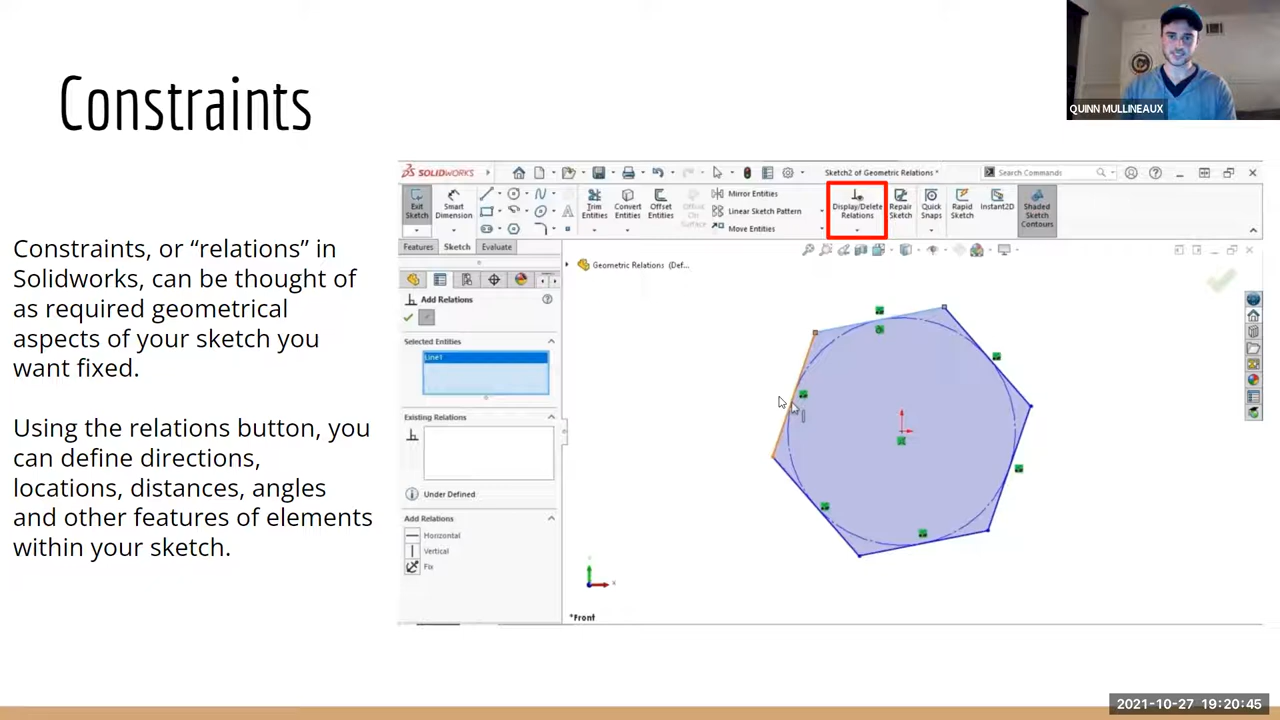 Constraints
QUINN MULLINEAUX
Constraints, or “relations” in
Solidworks, can be thought of
as required geometrical
aspects of your sketch you
want fixed.
Using the relations button, you
can define directions,
locations, distances, angles
and other features of elements
within your sketch.
SOLIDWORKS
Sketch2 of Geometric Relations *
Search Commands
Exit
Sketch
Smart
Dimension
Trim
Entities
Convert
Entities
Offset
Entities
Offset
On
Surface
Mirror Entities
Linear Sketch Pattern
Move Entities
Display/Delete
Relations
Repair
Sketch
Quick
Snaps
Rapid
Sketch
Instant2D
Shaded
Sketch
Contours
Features
Sketch
Evaluate
Geometric Relations (Def...
Add Relations
Selected Entities
Line1
Existing Relations
Under Defined
Add Relations
Horizontal
Vertical
Fix
*Front
2021-10-27 19:20:45